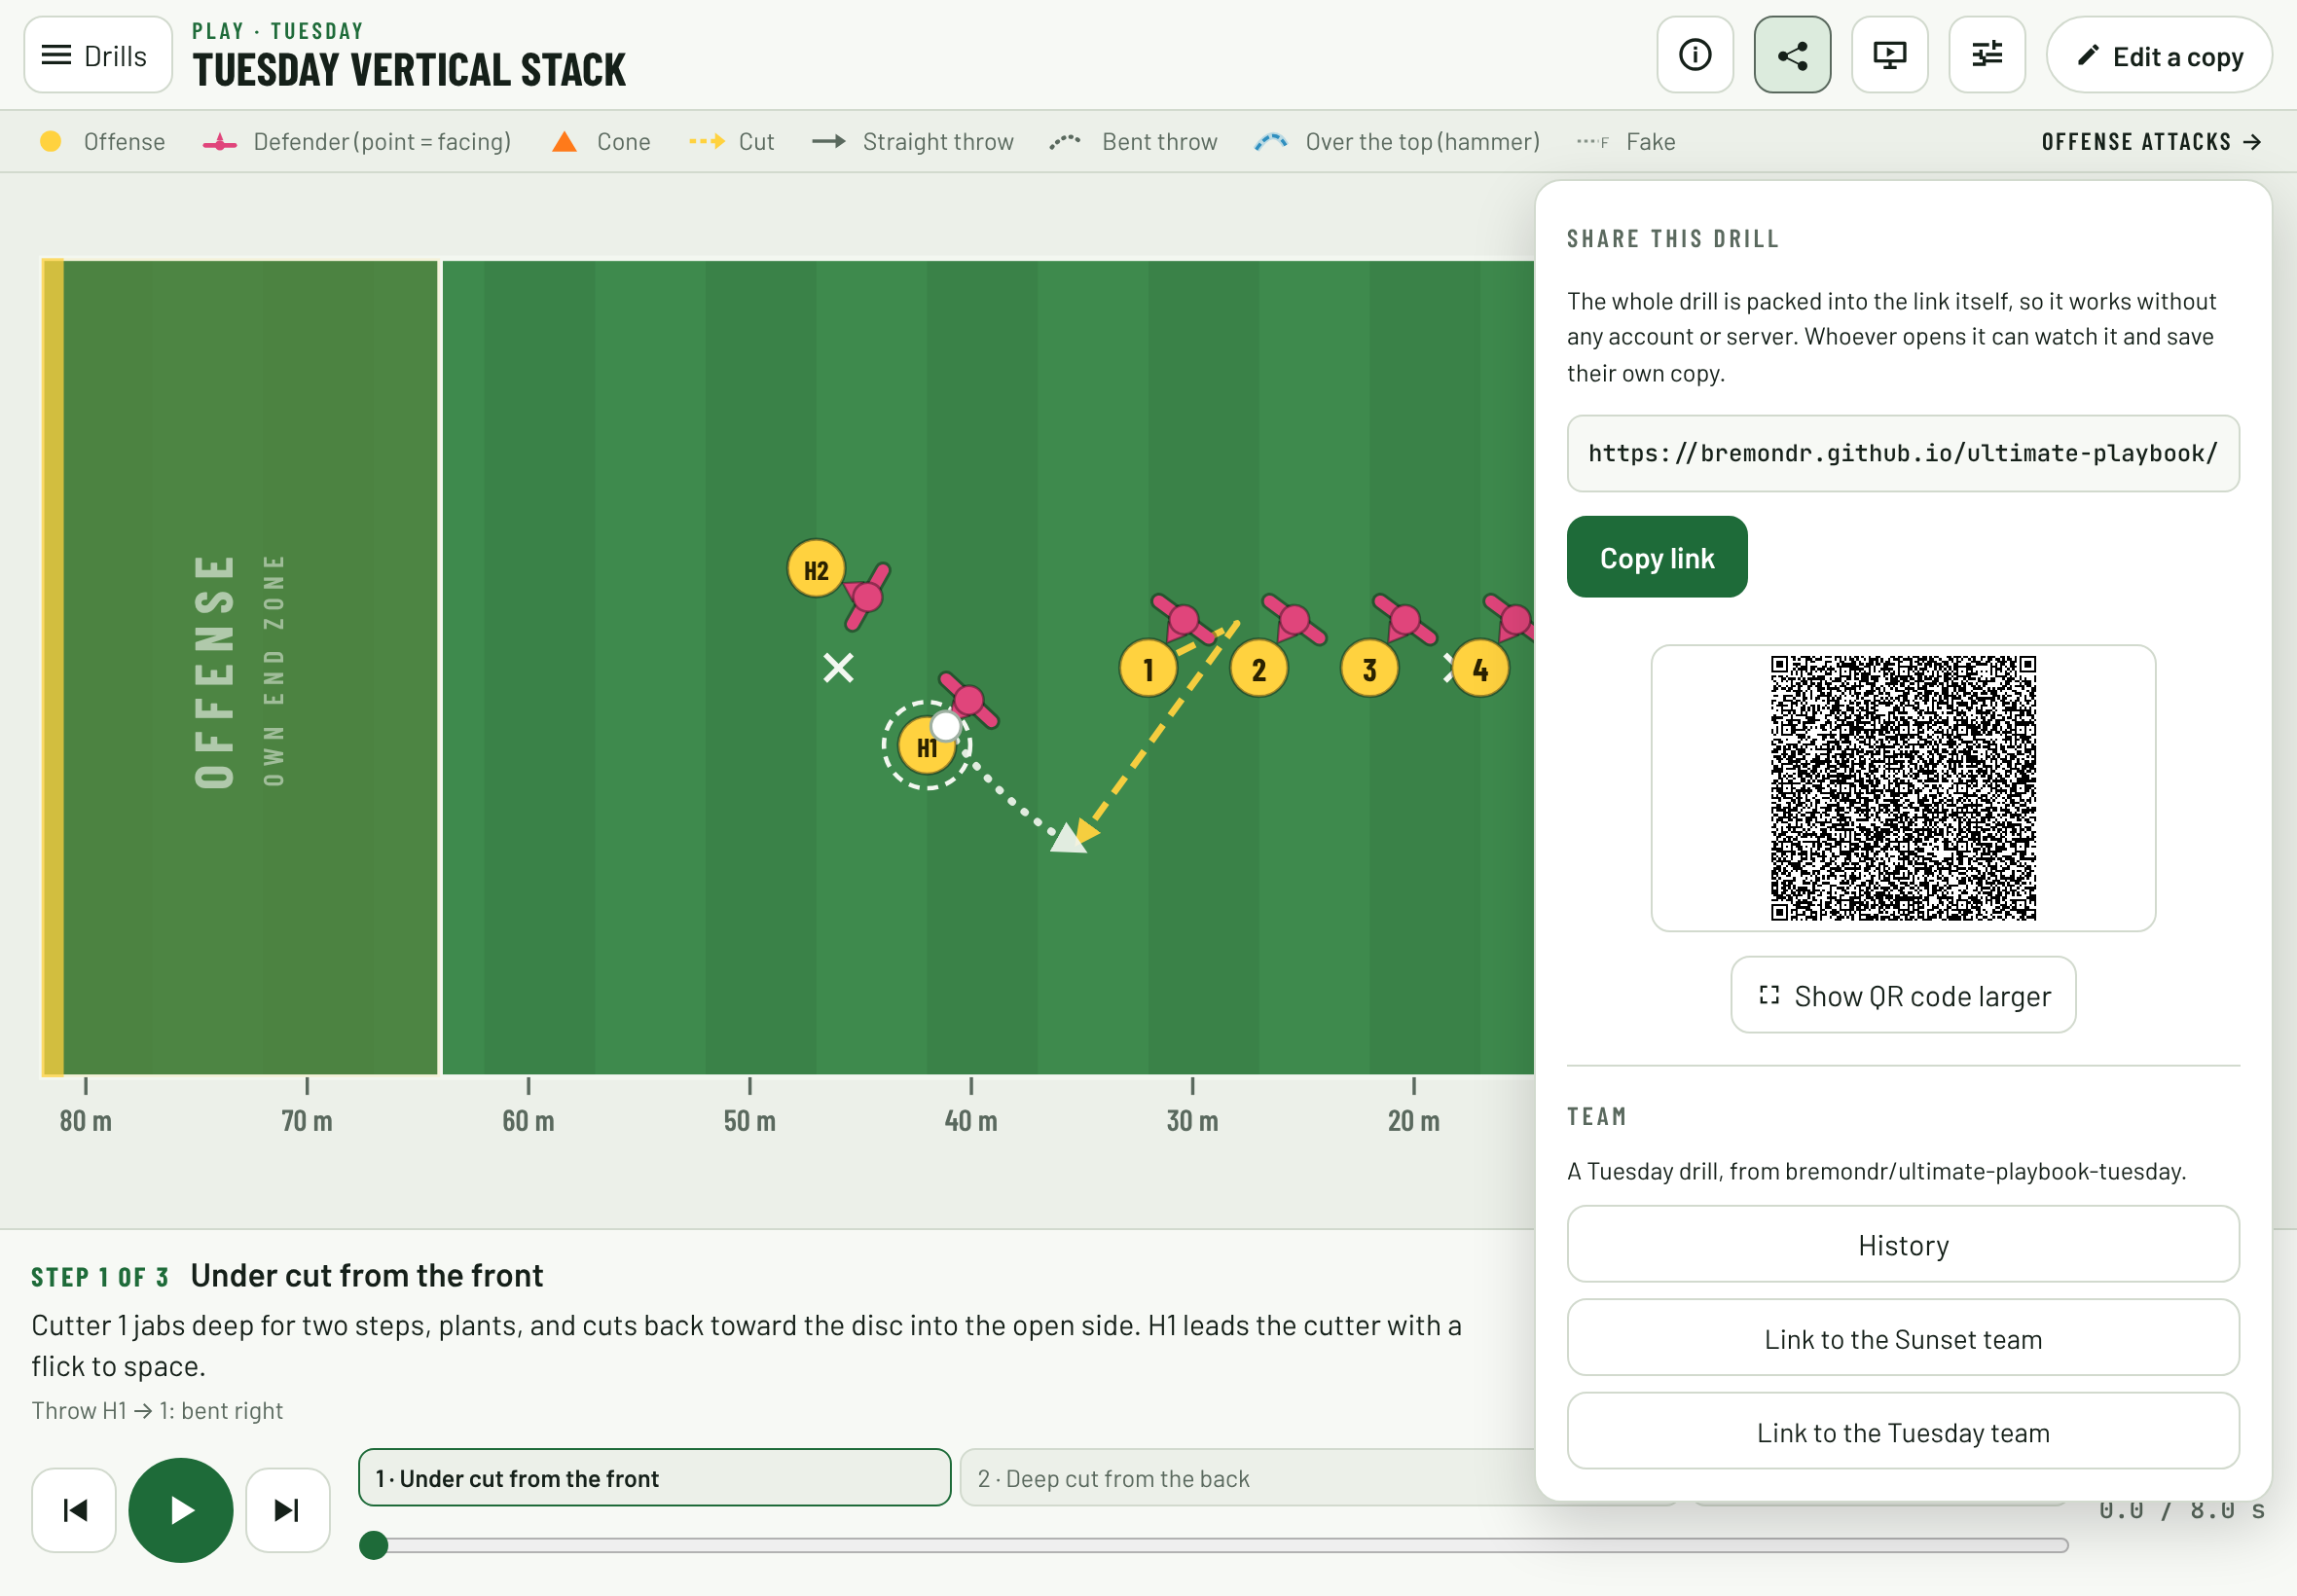 Drills
PLAY · TUESDAY
TUESDAY VERTICAL STACK
Edit a copy
Offense
Defender (point = facing)
Cone
Cut
Straight throw
Bent throw
Over the top (hammer)
F
Fake
OFFENSE ATTACKS →
SHARE THIS DRILL
The whole drill is packed into the link itself, so it works without
any account or server. Whoever opens it can watch it and save
their own copy.
https://bremondr.github.io/ultimate-playbook/
Copy link
Show QR code larger
TEAM
A Tuesday drill, from bremondr/ultimate-playbook-tuesday.
History
Link to the Sunset team
Link to the Tuesday team
OFFENSE
OWN END ZONE
H2
H1
1
2
3
4
80 m
70 m
60 m
50 m
40 m
30 m
20 m
STEP 1 OF 3 Under cut from the front
Cutter 1 jabs deep for two steps, plants, and cuts back toward the disc into the open side. H1 leads the cutter with a
flick to space.
Throw H1 → 1: bent right
1 · Under cut from the front
2 · Deep cut from the back
0.0 / 8.0 s